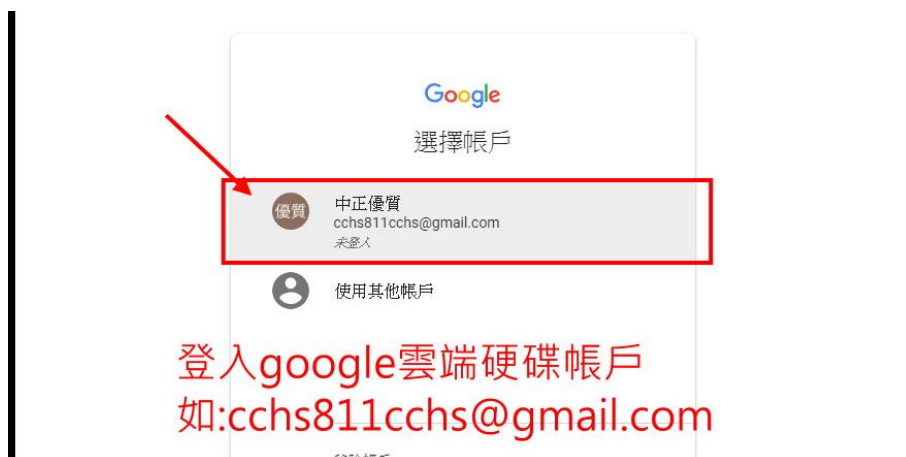 Google
選擇帳戶
優質
中正優質
cchs811cchs@gmail.com
未登入
使用其他帳戶
登入google雲端硬碟帳戶
如:cchs811cchs@gmail.com